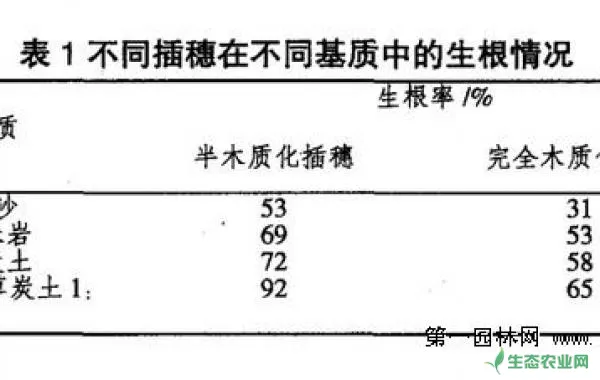 表 1 不同插穗在不同基质中的生根情况
质
生根率/%
半木质化插穗
完全木质化
砂 53 31
岩 69 53
土 72 58
草炭土 1: 92 65
第一园林网 www.
生态农业网